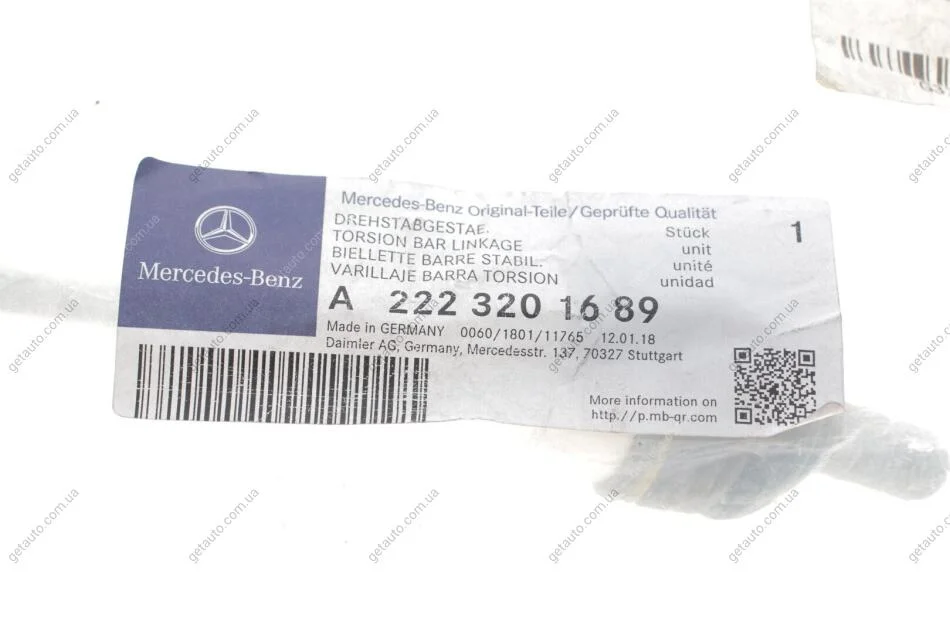 Mercedes-Benz
Mercedes-Benz Original-Teile/Geprüfte Qualität
DREHSTABGESTAE.
TORSION BAR LINKAGE
BIELLETTE BARRE STABIL.
VARILLAJE BARRA TORSION
Stück
unit
unité
unidad
1
A 222 320 16 89
Made in GERMANY 0060/1801/11765 12.01.18
Daimler AG, Germany, Mercedesstr. 137, 70327 Stuttgart
More information on
http://p.mb-qr.com
getauto.com.ua